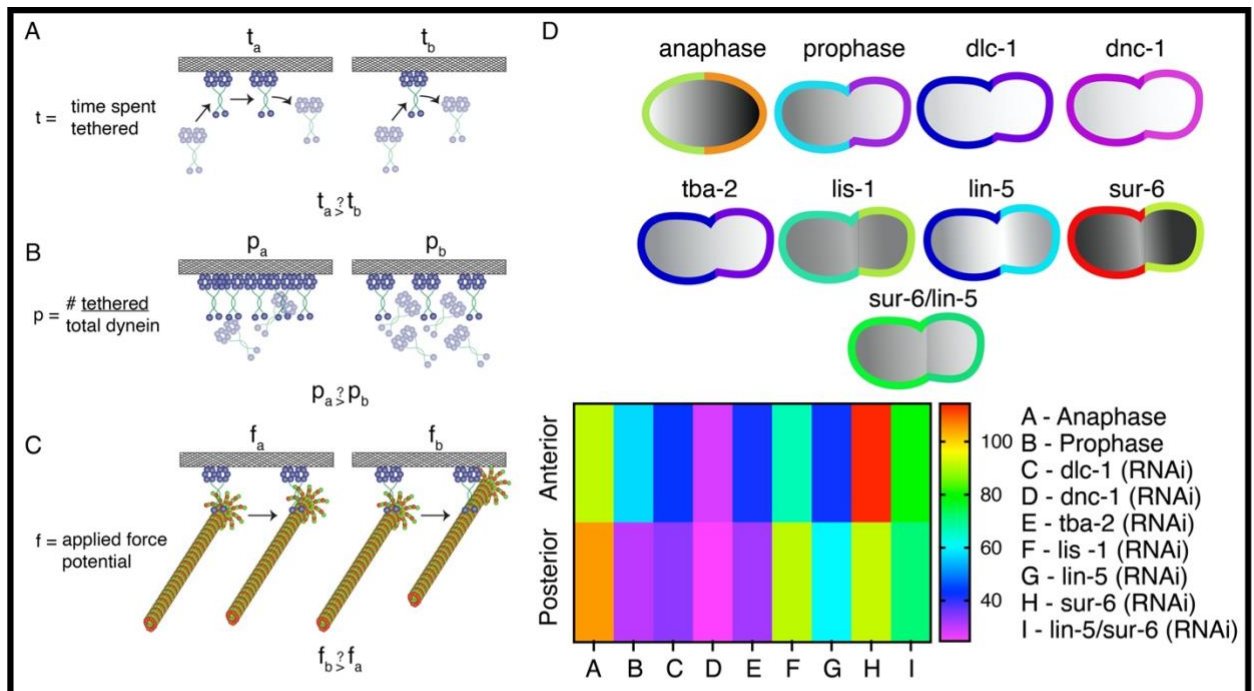 A
t_a
t_b
t = time spent
tethered
t_a >? t_b
B
p_a
p_b
p = # tethered
total dynein
p_a >? p_b
C
f_a
f_b
f = applied force
potential
f_b >? f_a
D
anaphase
prophase
dlc-1
dnc-1
tba-2
lis-1
lin-5
sur-6
sur-6/lin-5
Anterior
Posterior
A B C D E F G H I
100
80
60
40
A - Anaphase
B - Prophase
C - dlc-1 (RNAi)
D - dnc-1 (RNAi)
E - tba-2 (RNAi)
F - lis -1 (RNAi)
G - lin-5 (RNAi)
H - sur-6 (RNAi)
I - lin-5/sur-6 (RNAi)